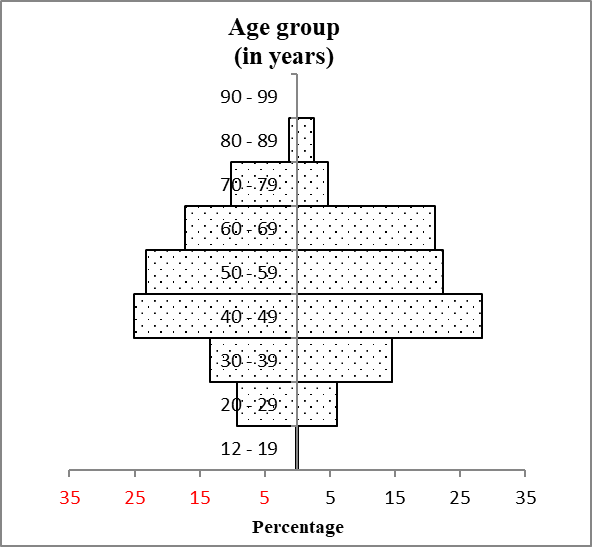 Age group
(in years)
90 - 99
80 - 89
70 - 79
60 - 69
50 - 59
40 - 49
30 - 39
20 - 29
12 - 19
35 25 15 5 5 15 25 35
Percentage